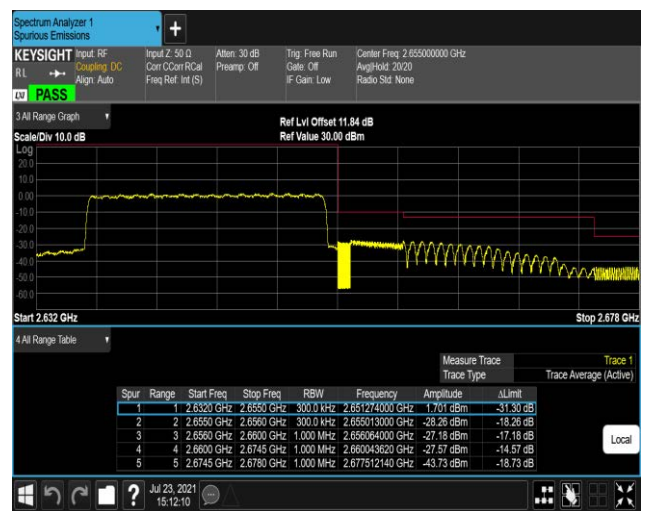 Spectrum Analyzer 1
Spurious Emissions
+
KEYSIGHT Input: RF Input Z: 50 Ω Atten: 30 dB Trig: Free Run Center Freq: 2.655000000 GHz
RL Coupling: DC Corr CCorr RCal Preamp: Off Gate: Off Avg|Hold: 20/20
Align: Auto Freq Ref: Int (S) IF Gain: Low Radio Std: None
LXI PASS
3 All Range Graph
Ref Lvl Offset 11.84 dB
Scale/Div 10.0 dB Ref Value 30.00 dBm
Log
20.0
10.0
0.00
-10.0
-20.0
-30.0
-40.0
-50.0
-60.0
Start 2.632 GHz Stop 2.678 GHz
4 All Range Table
Measure Trace Trace 1
Trace Type Trace Average (Active)
Spur Range Start Freq Stop Freq RBW Frequency Amplitude ΔLimit
1 1 2.6320 GHz 2.6550 GHz 300.0 kHz 2.651274000 GHz 1.701 dBm -31.30 dB
2 2 2.6550 GHz 2.6560 GHz 300.0 kHz 2.655013000 GHz -28.26 dBm -18.26 dB
3 3 2.6560 GHz 2.6600 GHz 1.000 MHz 2.656064000 GHz -27.18 dBm -17.18 dB
4 4 2.6600 GHz 2.6745 GHz 1.000 MHz 2.660043620 GHz -27.57 dBm -14.57 dB
5 5 2.6745 GHz 2.6780 GHz 1.000 MHz 2.677512140 GHz -43.73 dBm -18.73 dB
Local
? Jul 23, 2021
15:12:10